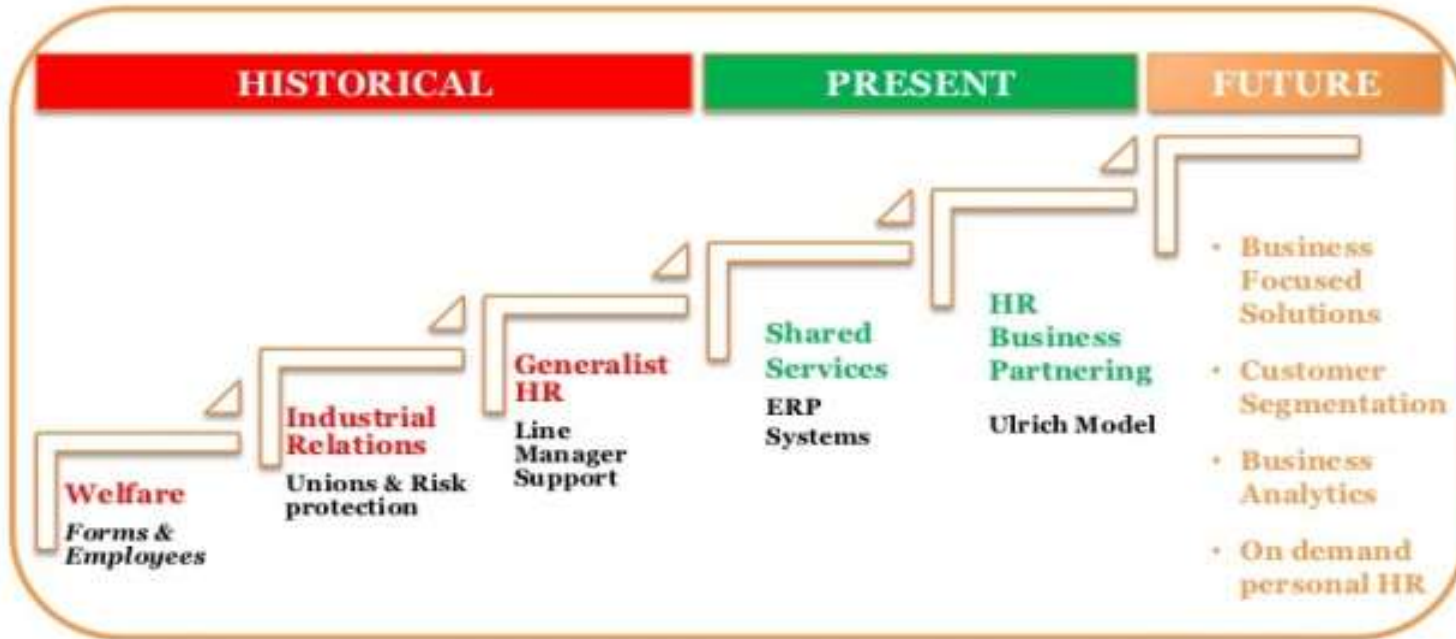 HISTORICAL
PRESENT
FUTURE
Welfare
Forms &
Employees
Industrial
Relations
Unions & Risk
protection
Generalist
HR
Line
Manager
Support
Shared
Services
ERP
Systems
HR
Business
Partnering
Ulrich Model
• Business
Focused
Solutions
• Customer
Segmentation
• Business
Analytics
• On demand
personal HR